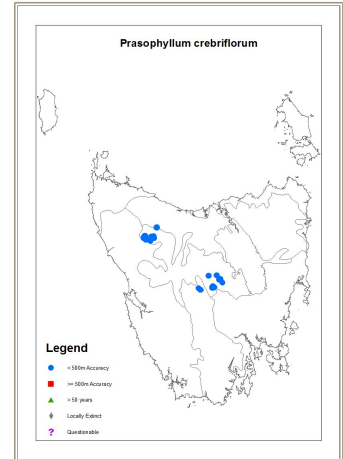 Prasophyllum crebriflorum
Legend
< 500m Accuracy
>= 500m Accuracy
> 50 years
Locally Extinct
? Questionable